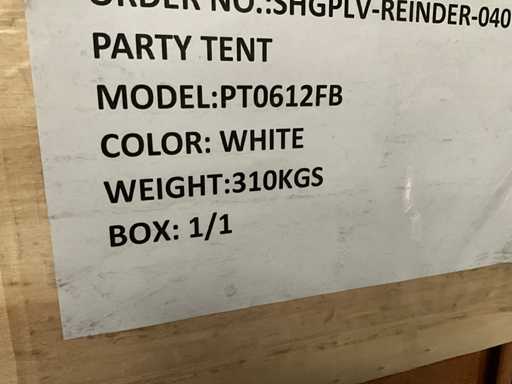 ORDER NO.:SHGPLV-REINDER-040
PARTY TENT
MODEL:PT0612FB
COLOR: WHITE
WEIGHT:310KGS
BOX: 1/1